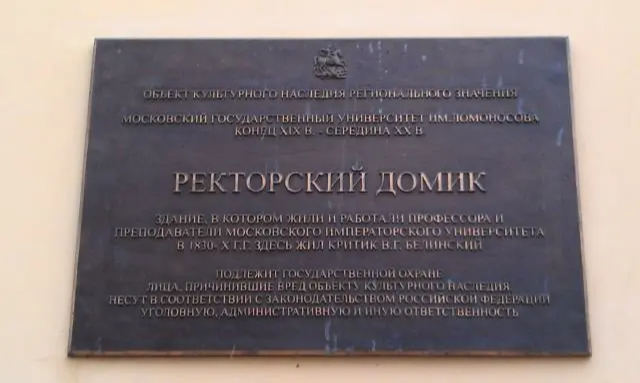 ОБЪЕКТ КУЛЬТУРНОГО НАСЛЕДИЯ РЕГИОНАЛЬНОГО ЗНАЧЕНИЯ
МОСКОВСКИЙ ГОСУДАРСТВЕННЫЙ УНИВЕРСИТЕТ ИМ.ЛОМОНОСОВА
КОНЕЦ XIX В. - СЕРЕДИНА XX В.
РЕКТОРСКИЙ ДОМИК
ЗДАНИЕ, В КОТОРОМ ЖИЛИ И РАБОТАЛИ ПРОФЕССОРА И
ПРЕПОДАВАТЕЛИ МОСКОВСКОГО ИМПЕРАТОРСКОГО УНИВЕРСИТЕТА
В 1830- Х Г.Г. ЗДЕСЬ ЖИЛ КРИТИК В.Г. БЕЛИНСКИЙ
ПОДЛЕЖИТ ГОСУДАРСТВЕННОЙ ОХРАНЕ
ЛИЦА, ПРИЧИНИВШИЕ ВРЕД ОБЪЕКТУ КУЛЬТУРНОГО НАСЛЕДИЯ
НЕСУТ В СООТВЕТСТВИИ С ЗАКОНОДАТЕЛЬСТВОМ РОССИЙСКОЙ ФЕДЕРАЦИИ
УГОЛОВНУЮ, АДМИНИСТРАТИВНУЮ И ИНУЮ ОТВЕТСТВЕННОСТЬ